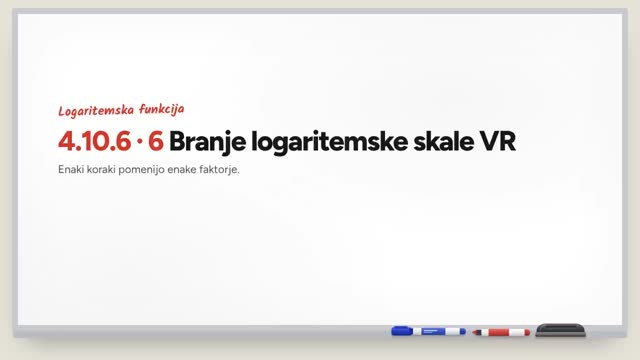 Logaritemska funkcija
4.10.6 · 6 Branje logaritemske skale VR
Enaki koraki pomenijo enake faktorje.